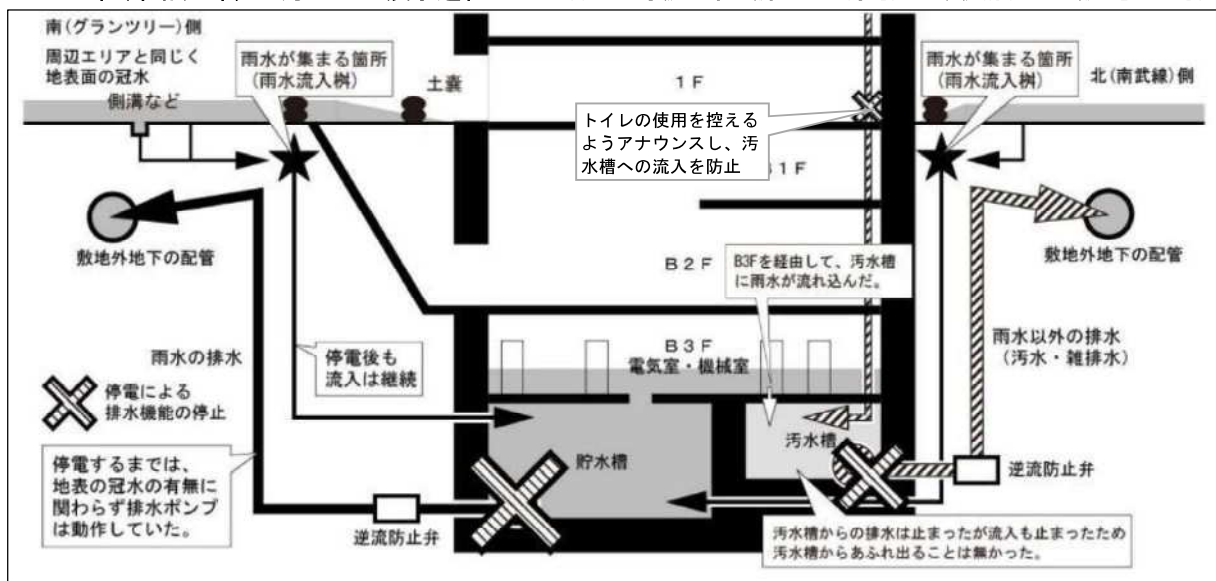 南(グランツリー)側
周辺エリアと同じく
地表面の冠水
側溝など
雨水が集まる箇所
(雨水流入桝)
土嚢
1F
トイレの使用を控える
ようアナウンスし、汚
水槽への流入を防止
1F
雨水が集まる箇所
(雨水流入桝)
北(南武線)側
敷地外地下の配管
敷地外地下の配管
B2F
B3Fを経由して、汚水槽
に雨水が流れ込んだ。
雨水の排水
停電後も
流入は継続
B3F
電気室・機械室
雨水以外の排水
(汚水・雑排水)
停電による
排水機能の停止
停電するまでは、
地表の冠水の有無に
関わらず排水ポンプ
は動作していた。
貯水槽
汚水槽
逆流防止弁
逆流防止弁
汚水槽からの排水は止まったが流入も止まったため
汚水槽からあふれ出ることは無かった。